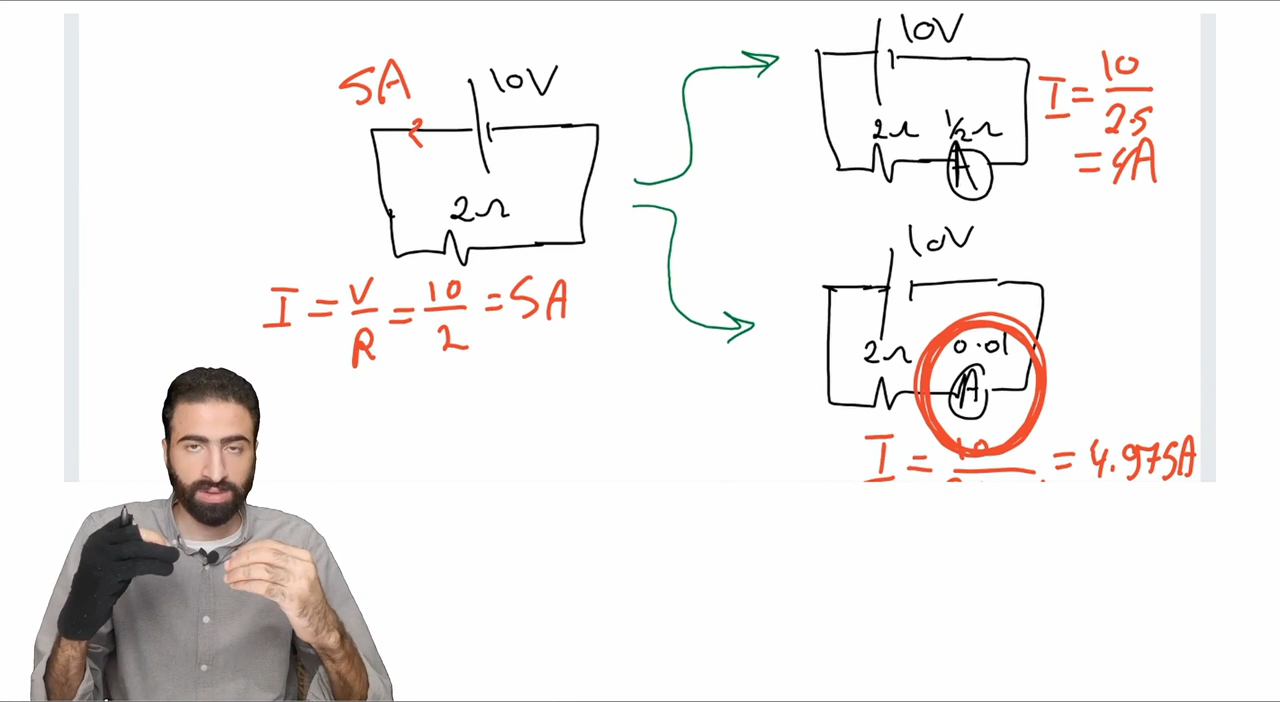 5A
10V
2Ω
I = V/R = 10/2 = 5A
10V
2Ω 1/2Ω
A
I = 10/2.5
= 4A
10V
2Ω 0.01
A
I = 10 = 4.975A